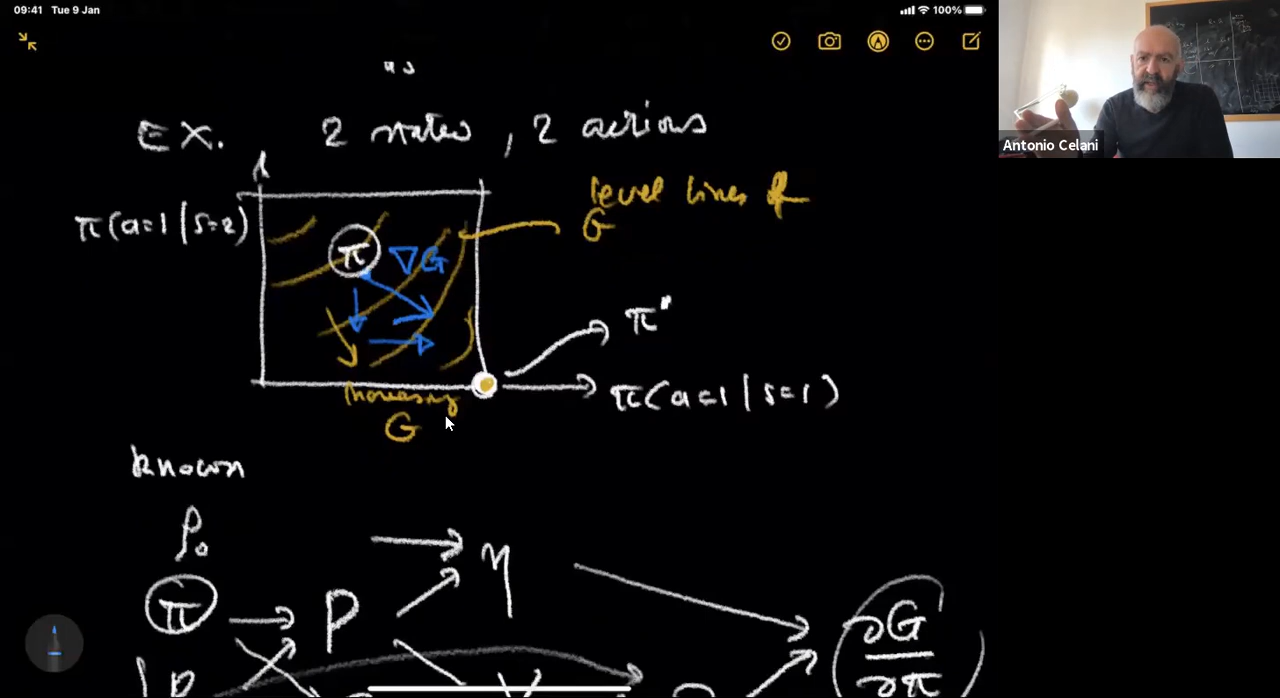 09:41 Tue 9 Jan
100%
Antonio Celani
EX. 2 states, 2 actions
level lines of
G
π(a=1|s=2)
π ∇G
π*
π(a=1|s=1)
increasing
G
known
ρ₀
η
π
P
∂G
∂π